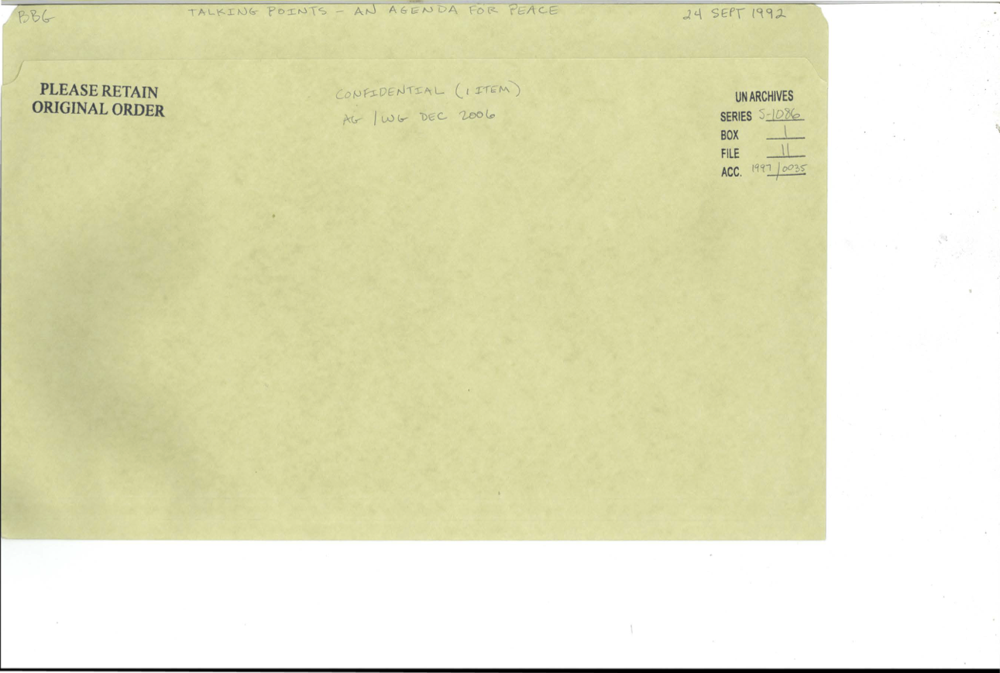 BBG TALKING POINTS - AN AGENDA FOR PEACE 24 SEPT 1992
PLEASE RETAIN
ORIGINAL ORDER
CONFIDENTIAL (1 ITEM)
AG / WG DEC 2006
UN ARCHIVES
SERIES S-1086
BOX 1
FILE 11
ACC. 1997/0035